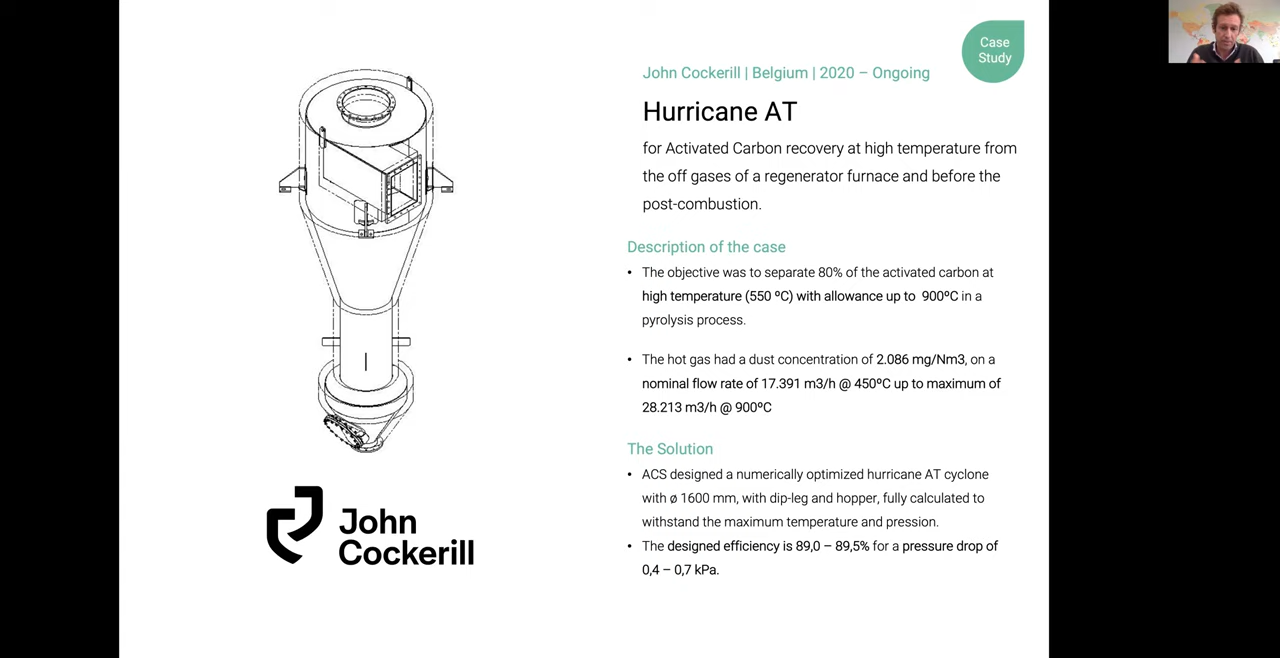 Case
Study
John Cockerill | Belgium | 2020 – Ongoing
Hurricane AT
for Activated Carbon recovery at high temperature from
the off gases of a regenerator furnace and before the
post-combustion.
Description of the case
• The objective was to separate 80% of the activated carbon at
high temperature (550 ºC) with allowance up to 900ºC in a
pyrolysis process.
• The hot gas had a dust concentration of 2.086 mg/Nm3, on a
nominal flow rate of 17.391 m3/h @ 450ºC up to maximum of
28.213 m3/h @ 900ºC
The Solution
• ACS designed a numerically optimized hurricane AT cyclone
with ø 1600 mm, with dip-leg and hopper, fully calculated to
withstand the maximum temperature and pression.
• The designed efficiency is 89,0 – 89,5% for a pressure drop of
0,4 – 0,7 kPa.
John
Cockerill